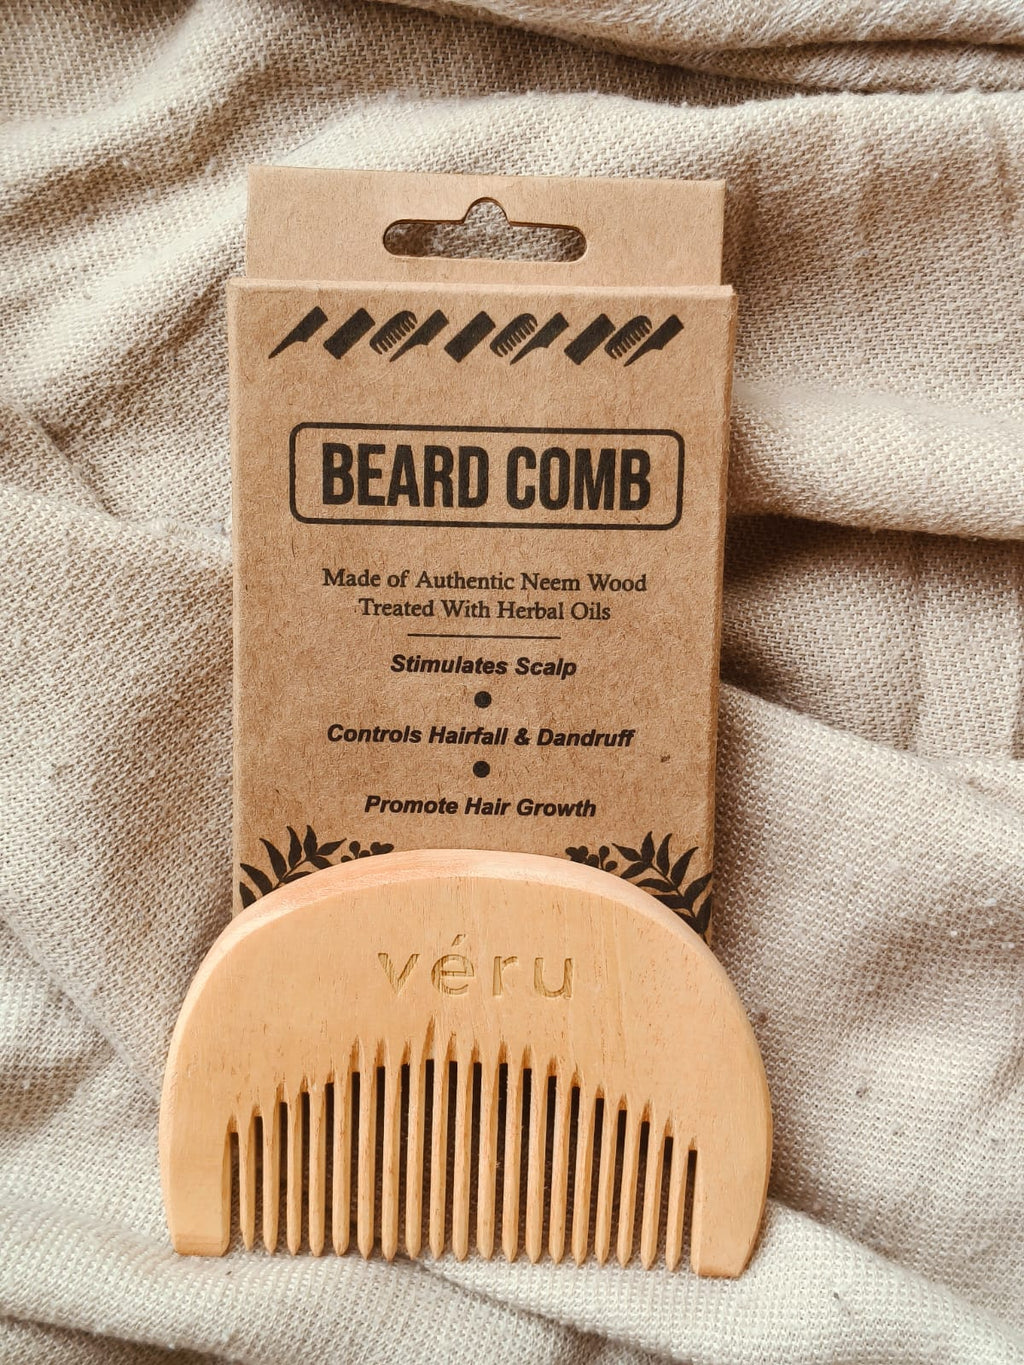 BEARD COMB
Made of Authentic Neem Wood
Treated With Herbal Oils
Stimulates Scalp
Controls Hairfall & Dandruff
Promote Hair Growth
véru